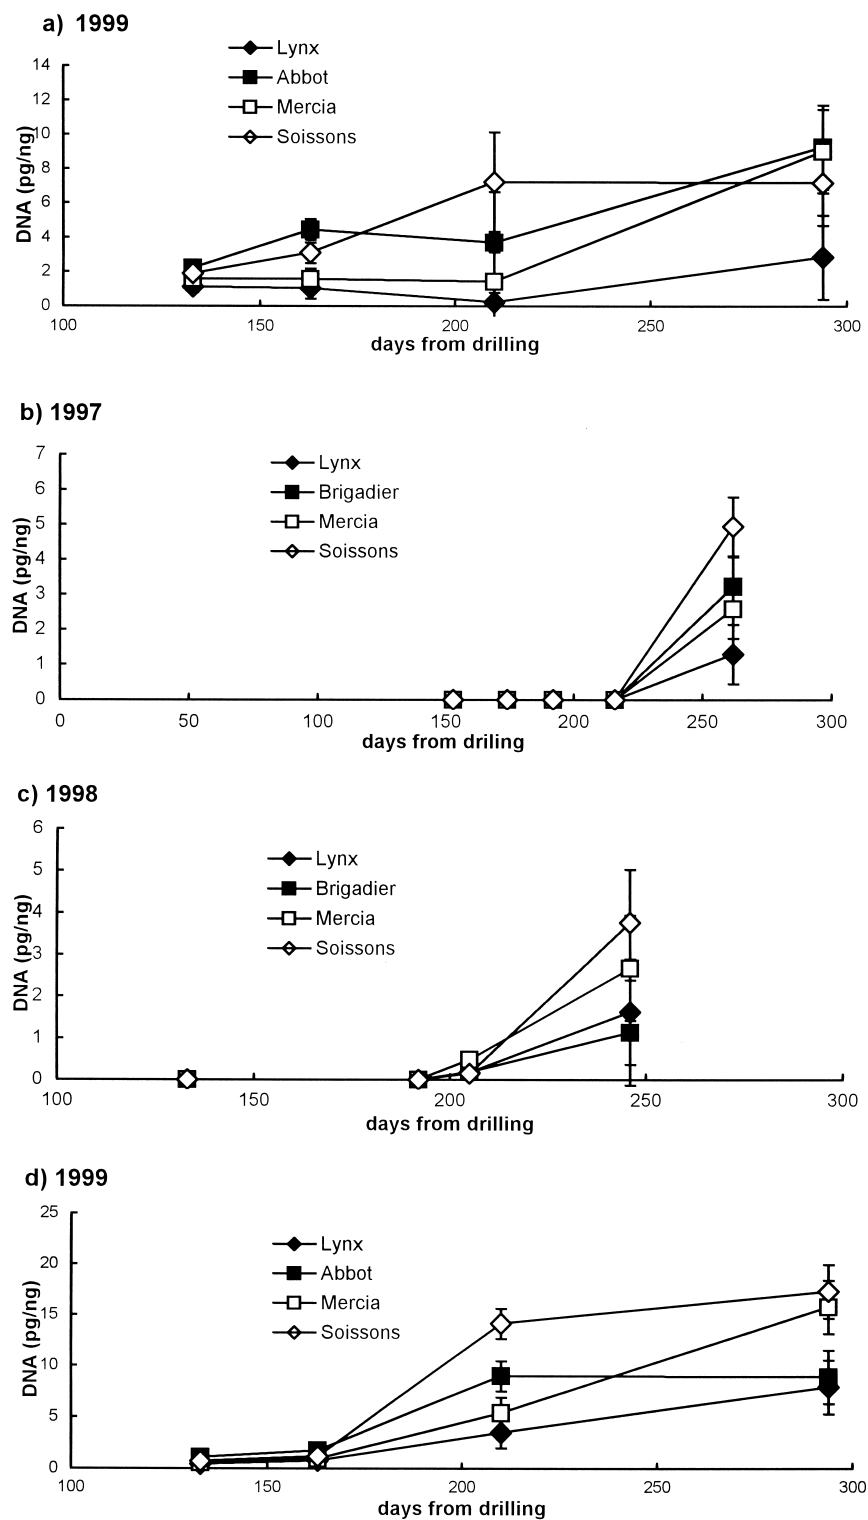 a) 1999
Lynx
Abbot
Mercia
Soissons
14
12
10
8
6
4
2
0
DNA (pg/ng)
100 150 200 250 300
days from drilling
b) 1997
Lynx
Brigadier
Mercia
Soissons
7
6
5
4
3
2
1
0
DNA (pg/ng)
0 50 100 150 200 250 300
days from driling
c) 1998
Lynx
Brigadier
Mercia
Soissons
6
5
4
3
2
1
0
DNA (pg/ng)
100 150 200 250 300
days from drilling
d) 1999
Lynx
Abbot
Mercia
Soissons
25
20
15
10
5
0
DNA (pg/ng)
100 150 200 250 300
days from drilling